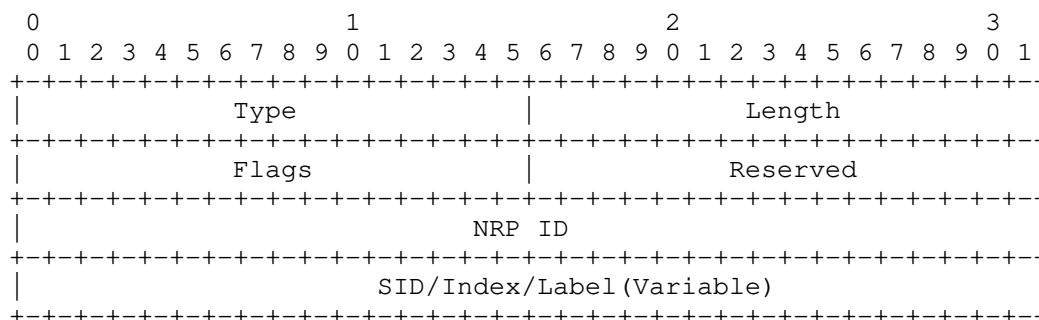 0                   1                   2                   3
0 1 2 3 4 5 6 7 8 9 0 1 2 3 4 5 6 7 8 9 0 1 2 3 4 5 6 7 8 9 0 1
+-+-+-+-+-+-+-+-+-+-+-+-+-+-+-+-+-+-+-+-+-+-+-+-+-+-+-+-+-+-+-+--
|              Type             |             Length
+-+-+-+-+-+-+-+-+-+-+-+-+-+-+-+-+-+-+-+-+-+-+-+-+-+-+-+-+-+-+-+--
|             Flags             |            Reserved
+-+-+-+-+-+-+-+-+-+-+-+-+-+-+-+-+-+-+-+-+-+-+-+-+-+-+-+-+-+-+-+--
|                            NRP ID
+-+-+-+-+-+-+-+-+-+-+-+-+-+-+-+-+-+-+-+-+-+-+-+-+-+-+-+-+-+-+-+--
|                      SID/Index/Label(Variable)
+-+-+-+-+-+-+-+-+-+-+-+-+-+-+-+-+-+-+-+-+-+-+-+-+-+-+-+-+-+-+-+--